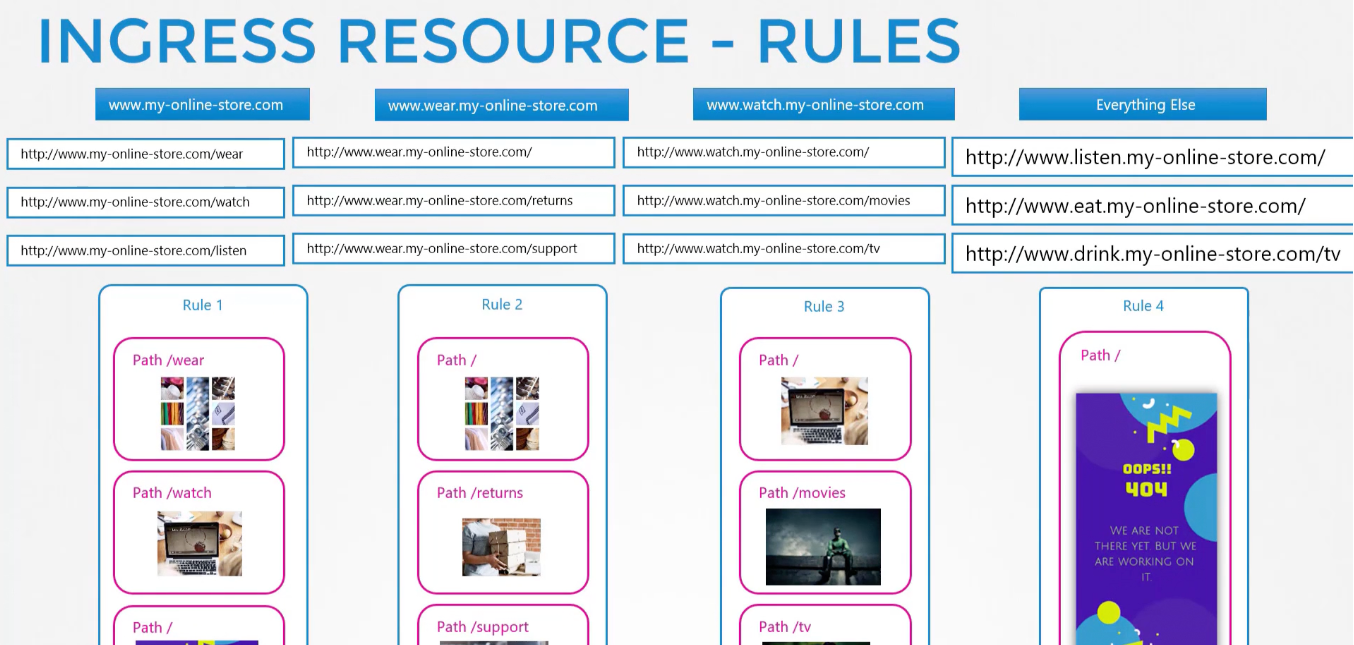 INGRESS RESOURCE - RULES
www.my-online-store.com
www.wear.my-online-store.com
www.watch.my-online-store.com
Everything Else
http://www.my-online-store.com/wear
http://www.wear.my-online-store.com/
http://www.watch.my-online-store.com/
http://www.listen.my-online-store.com/
http://www.my-online-store.com/watch
http://www.wear.my-online-store.com/returns
http://www.watch.my-online-store.com/movies
http://www.eat.my-online-store.com/
http://www.my-online-store.com/listen
http://www.wear.my-online-store.com/support
http://www.watch.my-online-store.com/tv
http://www.drink.my-online-store.com/tv
Rule 1
Path /wear
Path /watch
Path /
Rule 2
Path /
Path /returns
Path /support
Rule 3
Path /
Path /movies
Path /tv
Rule 4
Path /
OOPS!!
404
WE ARE NOT
THERE YET. BUT WE
ARE WORKING ON
IT.